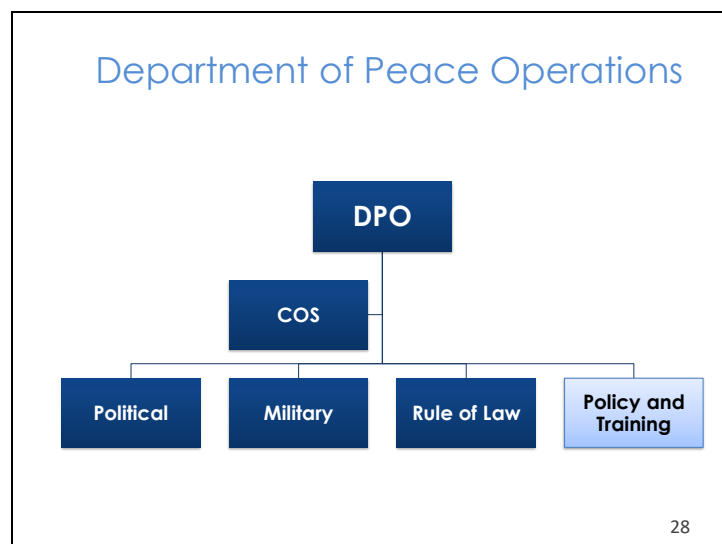 Department of Peace Operations
DPO
COS
Political
Military
Rule of Law
Policy and
Training
28